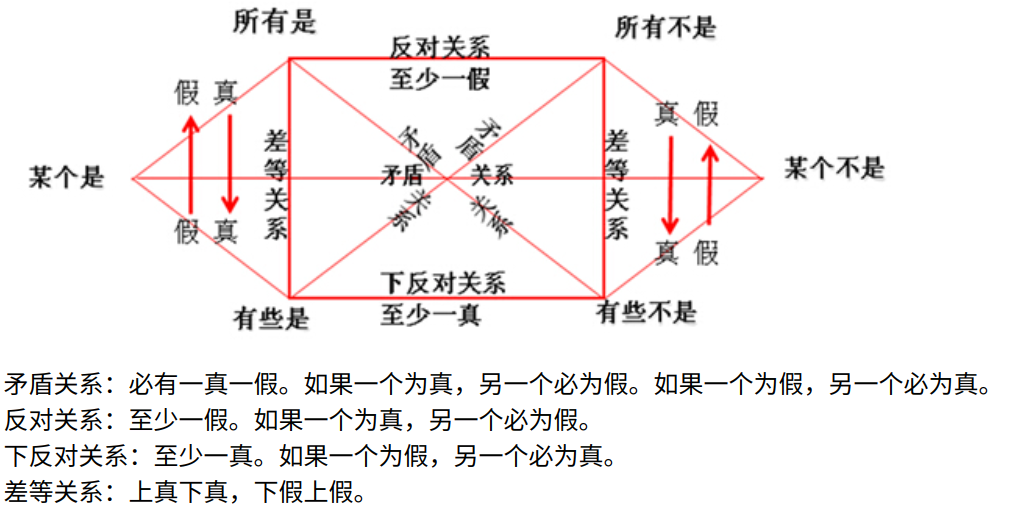 所有是
所有不是
反对关系
至少一假
假 真
真 假
矛盾
矛盾
差等关系
差等关系
某个是
矛盾 关系
某个不是
关系
关系
假 真
真 假
下反对关系
至少一真
有些是
有些不是
矛盾关系：必有一真一假。如果一个为真，另一个必为假。如果一个为假，另一个必为真。
反对关系：至少一假。如果一个为真，另一个必为假。
下反对关系：至少一真。如果一个为假，另一个必为真。
差等关系：上真下真，下假上假。